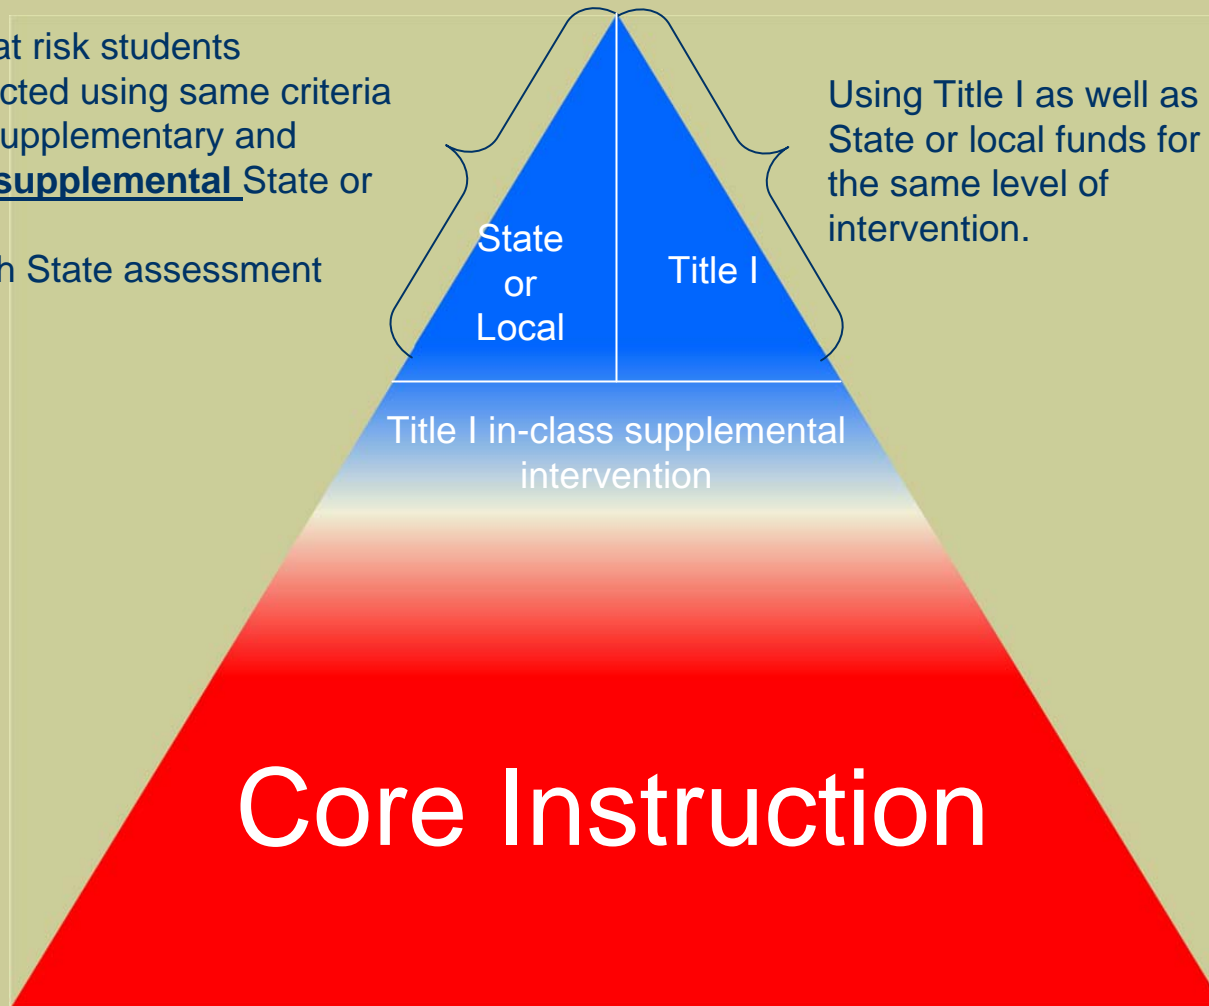 at risk students
cted using same criteria
upplementary and
supplemental State or
h State assessment
Using Title I as well as
State or local funds for
the same level of
intervention.
State
or
Local
Title I
Title I in-class supplemental
intervention
Core Instruction